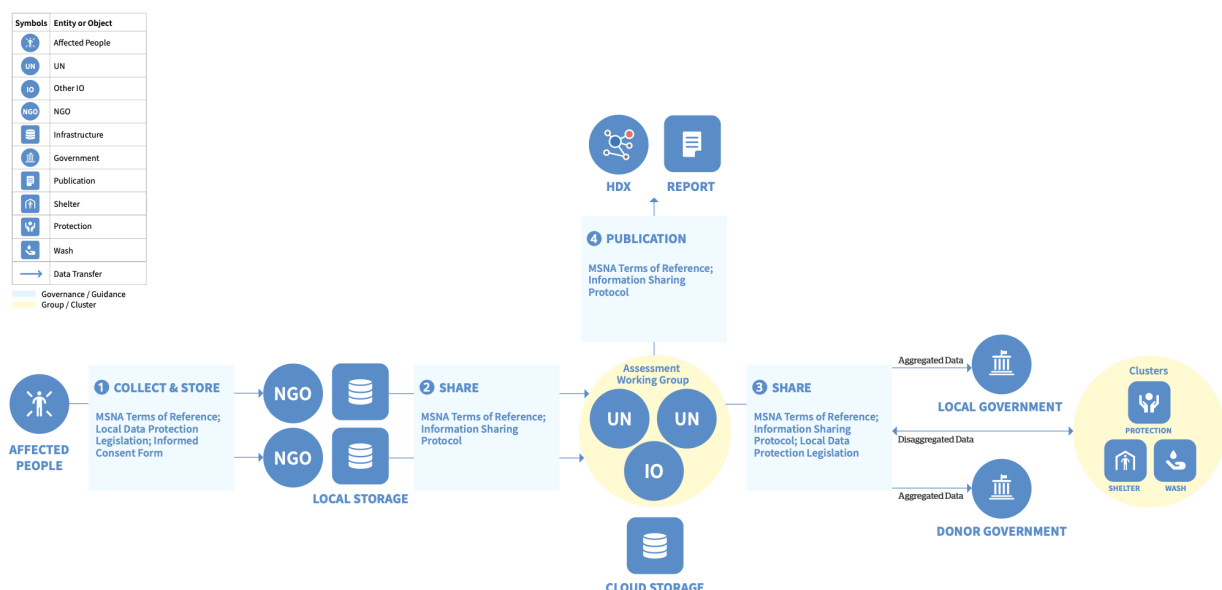 Symbols Entity or Object
Affected People
UN UN
IO Other IO
NGO NGO
Infrastructure
Government
Publication
Shelter
Protection
Wash
Data Transfer
Governance / Guidance
Group / Cluster
HDX
REPORT
4 PUBLICATION
MSNA Terms of Reference;
Information Sharing
Protocol
AFFECTED
PEOPLE
1 COLLECT & STORE
MSNA Terms of Reference;
Local Data Protection
Legislation; Informed
Consent Form
NGO
NGO
LOCAL STORAGE
2 SHARE
MSNA Terms of Reference;
Information Sharing
Protocol
Assessment
Working Group
UN
UN
IO
CLOUD STORAGE
3 SHARE
MSNA Terms of Reference;
Information Sharing
Protocol; Local Data
Protection Legislation
Aggregated Data
LOCAL GOVERNMENT
Disaggregated Data
Aggregated Data
DONOR GOVERNMENT
Clusters
PROTECTION
SHELTER
WASH